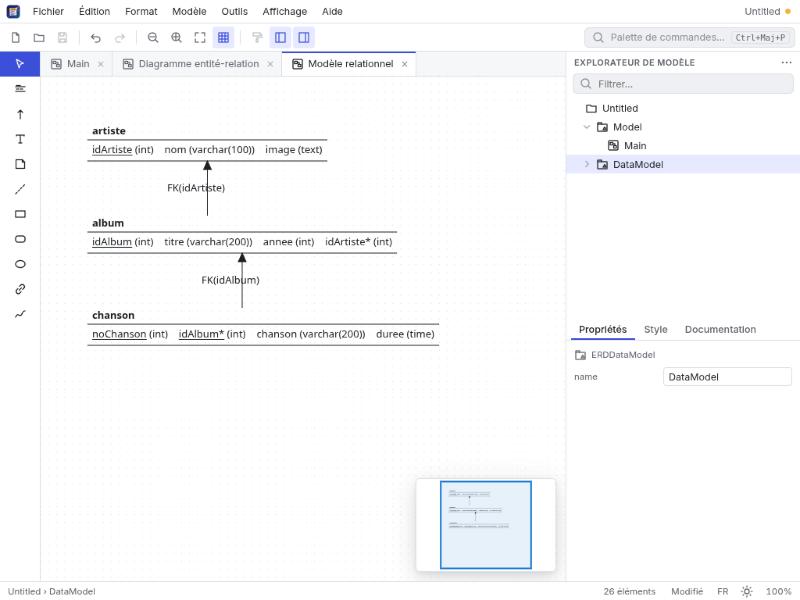 Fichier Édition Format Modèle Outils Affichage Aide Untitled
Palette de commandes... Ctrl+Maj+P
Main Diagramme entité-relation Modèle relationnel
EXPLORATEUR DE MODÈLE
Filtrer...
Untitled
Model
Main
DataModel
artiste
idArtiste (int) nom (varchar(100)) image (text)
FK(idArtiste)
album
idAlbum (int) titre (varchar(200)) annee (int) idArtiste* (int)
FK(idAlbum)
chanson
noChanson (int) idAlbum* (int) chanson (varchar(200)) duree (time)
Propriétés Style Documentation
ERDDataModel
name DataModel
Untitled › DataModel 26 éléments Modifié FR 100%